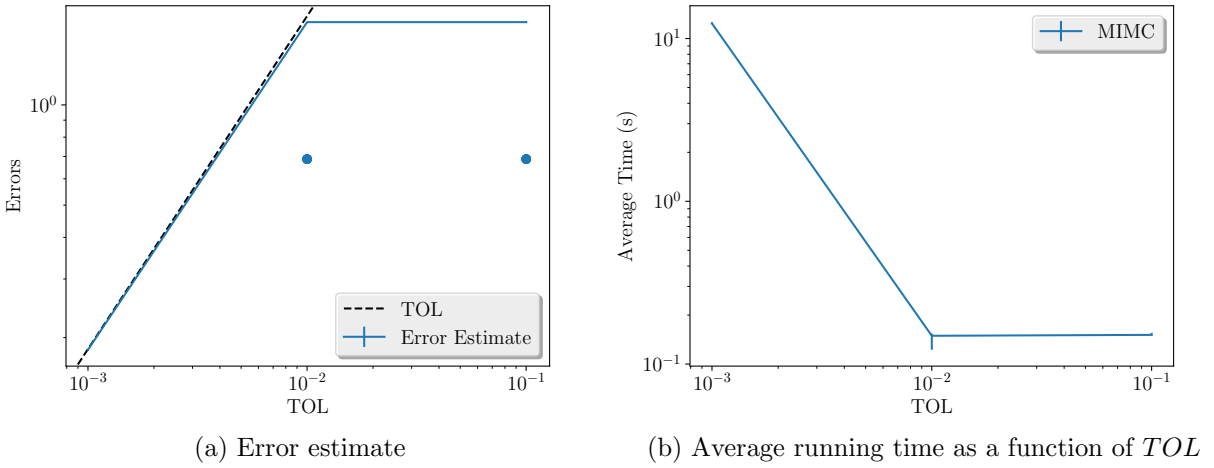 10^0
Errors
10^{-3}
10^{-2}
10^{-1}
TOL
TOL
Error Estimate
(a) Error estimate
10^1
10^0
10^{-1}
Average Time (s)
MIMC
10^{-3}
10^{-2}
10^{-1}
TOL
(b) Average running time as a function of TOL